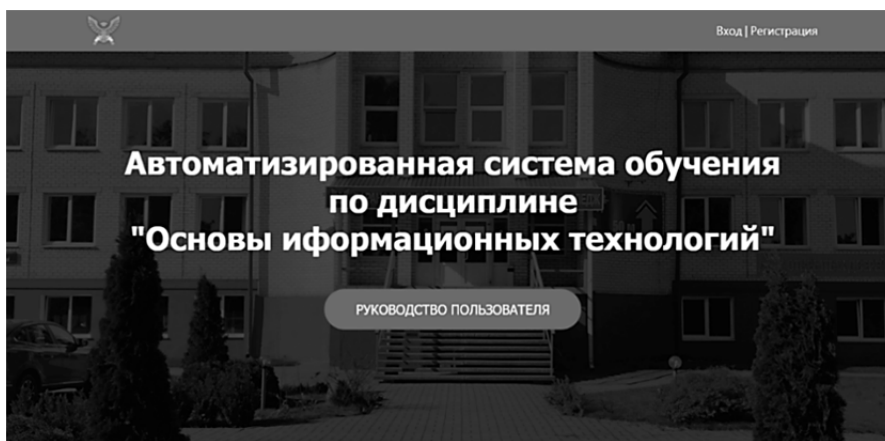 Вход | Регистрация
Автоматизированная система обучения
по дисциплине
"Основы иформационных технологий"
РУКОВОДСТВО ПОЛЬЗОВАТЕЛЯ